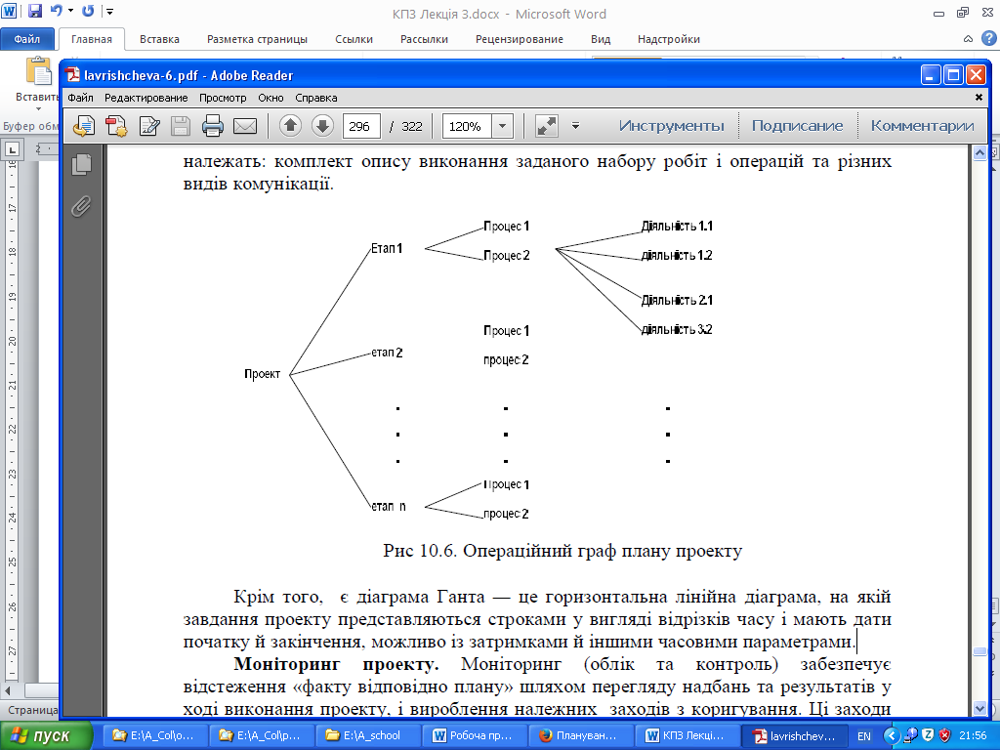 КПЗ Лекція 3.docx - Microsoft Word
Файл Главная Вставка Разметка страницы Ссылки Рассылки Рецензирование Вид Надстройки
Вставить
Буфер обм
lavrishcheva-6.pdf - Adobe Reader
Файл Редактирование Просмотр Окно Справка
296 / 322 120% Инструменты Подписание Комментарии
належать: комплект опису виконання заданого набору робіт і операцій та різних
видів комунікації.
Процес 1 Діяльність 1.1
Етап 1
Процес 2 діяльність 1.2
Діяльність 2.1
Процес 1 діяльність 3.2
етап 2
процес 2
Проект
Процес 1
етап n
процес 2
Рис 10.6. Операційний граф плану проекту
Крім того, є діаграма Ганта — це горизонтальна лінійна діаграма, на якій
завдання проекту представляються строками у вигляді відрізків часу і мають дати
початку й закінчення, можливо із затримками й іншими часовими параметрами.
Моніторинг проекту. Моніторинг (облік та контроль) забезпечує
відстеження «факту відповідно плану» шляхом перегляду надбань та результатів у
ході виконання проекту, і вироблення належних заходів з коригування. Ці заходи
Страница
пуск E:\A_Col\o... E:\A_Col\p... E:\A_school Робоча пр... Плануван... КПЗ Лекці... lavrishchev... EN 21:56